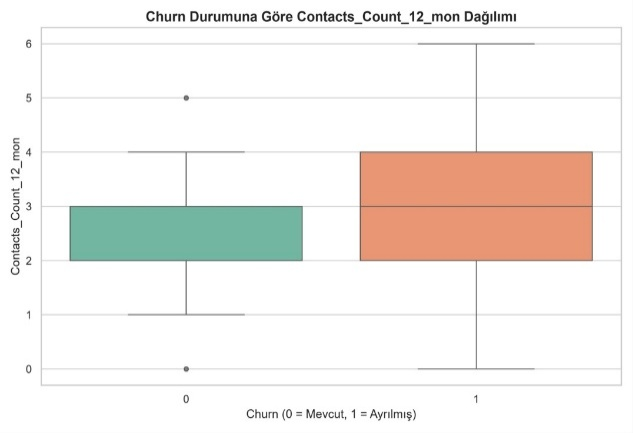 Churn Durumuna Göre Contacts_Count_12_mon Dağılımı
Contacts_Count_12_mon
6
5
4
3
2
1
0
0 1
Churn (0 = Mevcut, 1 = Ayrılmış)